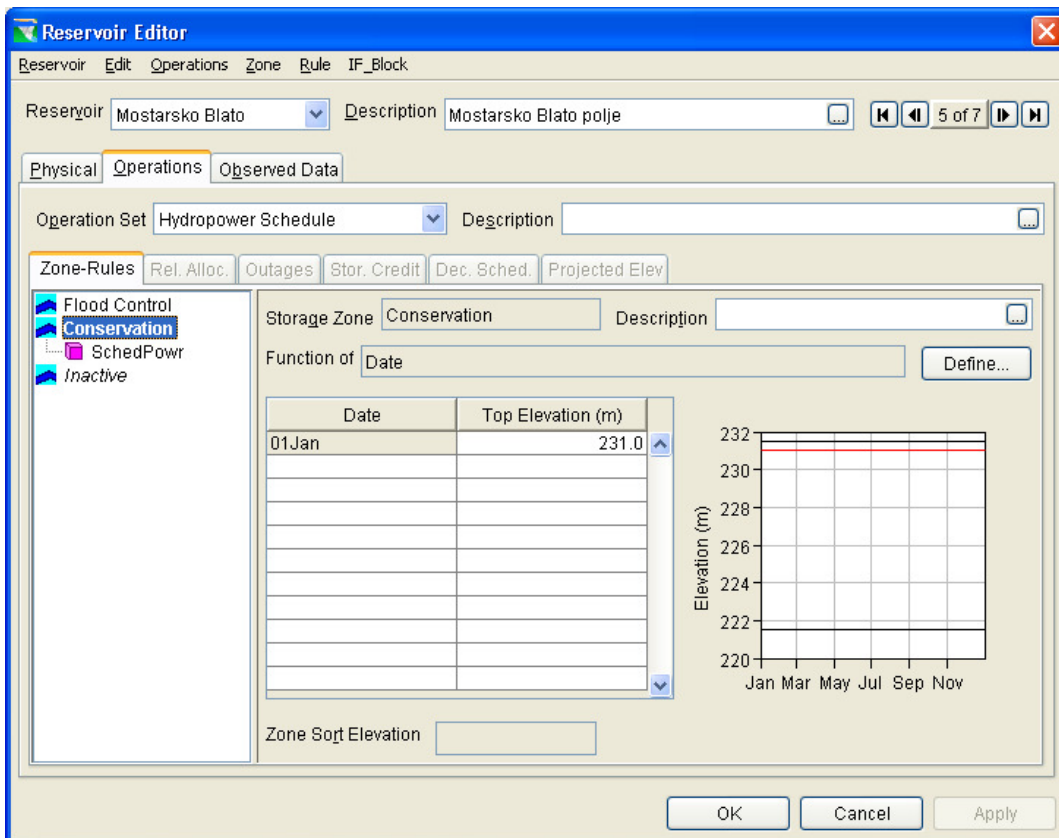 Reservoir Editor
Reservoir Edit Operations Zone Rule IF_Block
Reservoir Mostarsko Blato Description Mostarsko Blato polje ... 5 of 7
Physical Operations Observed Data
Operation Set Hydropower Schedule Description ...
Zone-Rules Rel. Alloc. Outages Stor. Credit Dec. Sched. Projected Elev
Flood Control
Conservation
SchedPowr
Inactive
Storage Zone Conservation Description ...
Function of Date Define...
Date Top Elevation (m)
01Jan 231.0
232
230
228
226
224
222
220
Elevation (m)
Jan Mar May Jul Sep Nov
Zone Sort Elevation
OK Cancel Apply